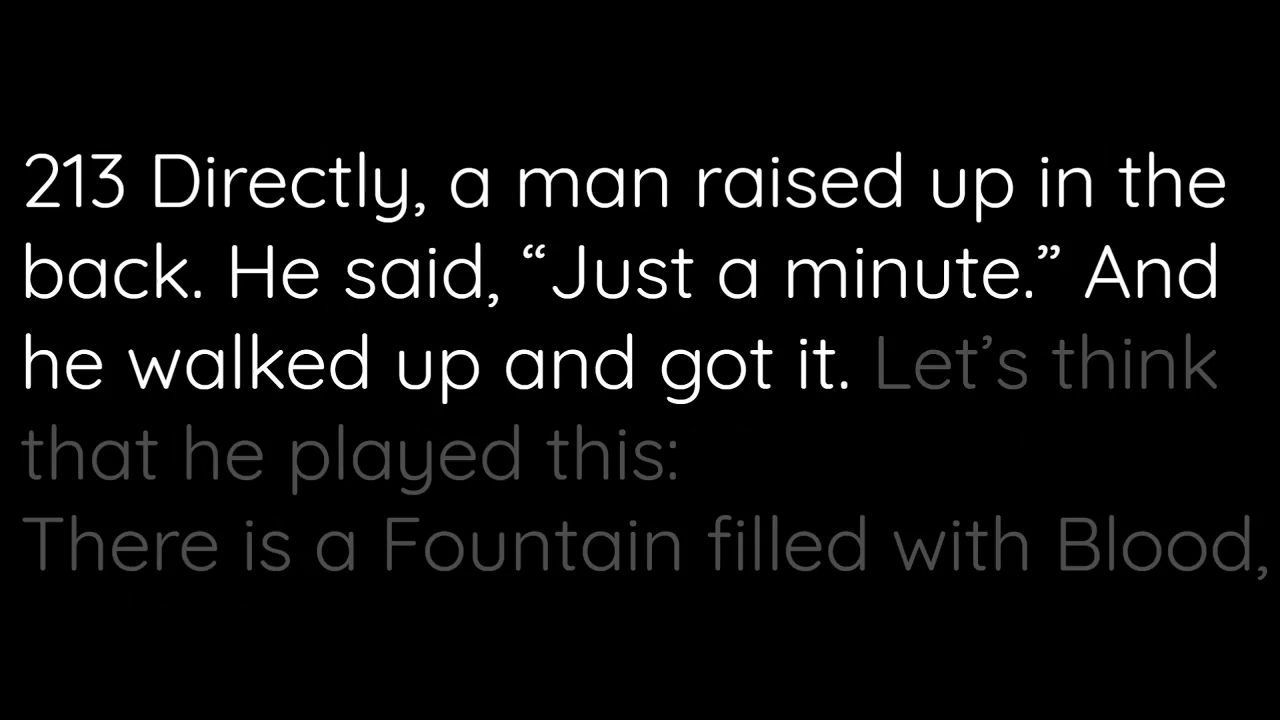 213 Directly, a man raised up in the
back. He said, “Just a minute.” And
he walked up and got it. Let’s think
that he played this:
There is a Fountain filled with Blood,